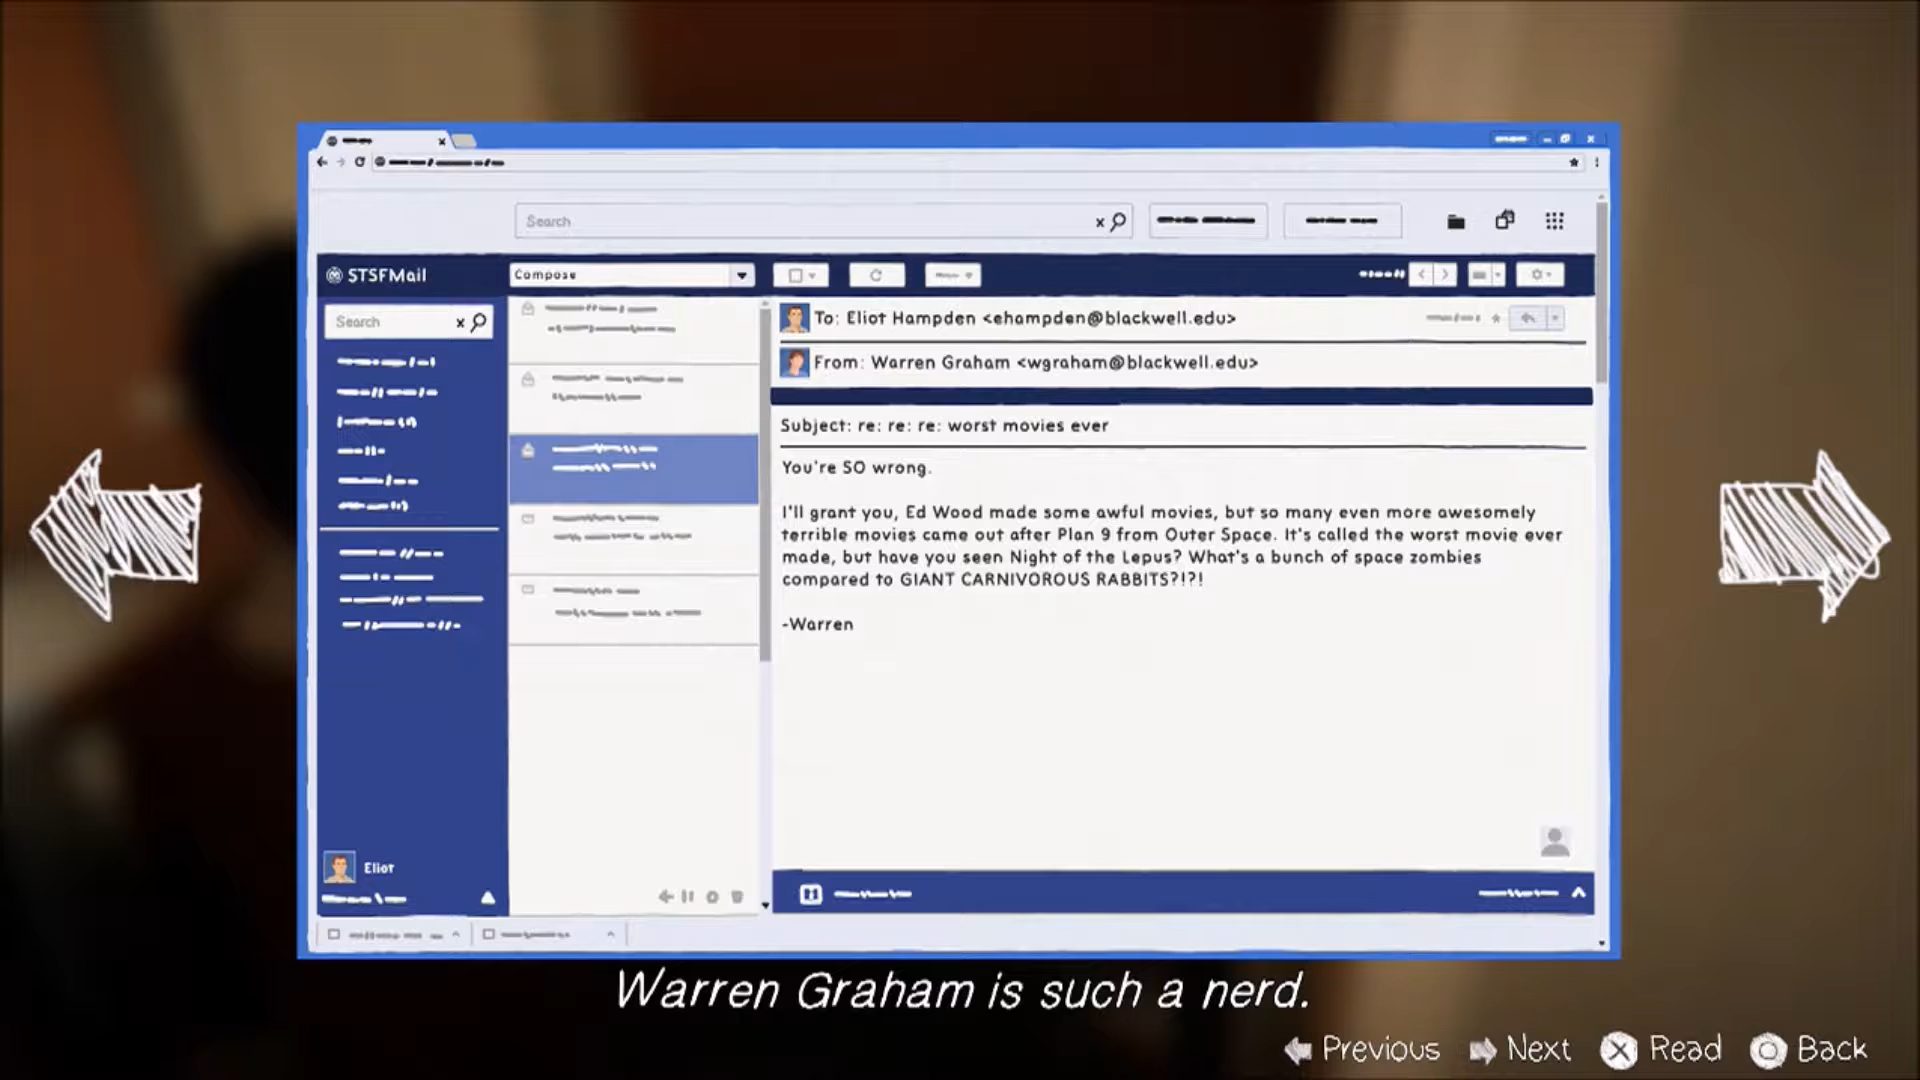 Search
STSFMail
Compose
Search
To: Eliot Hampden <ehampden@blackwell.edu>
From: Warren Graham <wgraham@blackwell.edu>
Subject: re: re: re: worst movies ever
You're SO wrong.
I'll grant you, Ed Wood made some awful movies, but so many even more awesomely
terrible movies came out after Plan 9 from Outer Space. It's called the worst movie ever
made, but have you seen Night of the Lepus? What's a bunch of space zombies
compared to GIANT CARNIVOROUS RABBITS?!?!
-Warren
Eliot
Warren Graham is such a nerd.
Previous Next Read Back